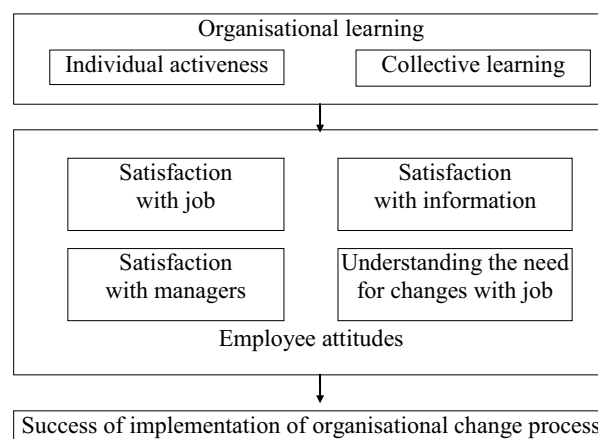 Organisational learning
Individual activeness
Collective learning
Satisfaction
with job
Satisfaction
with information
Satisfaction
with managers
Understanding the need
for changes with job
Employee attitudes
Success of implementation of organisational change process